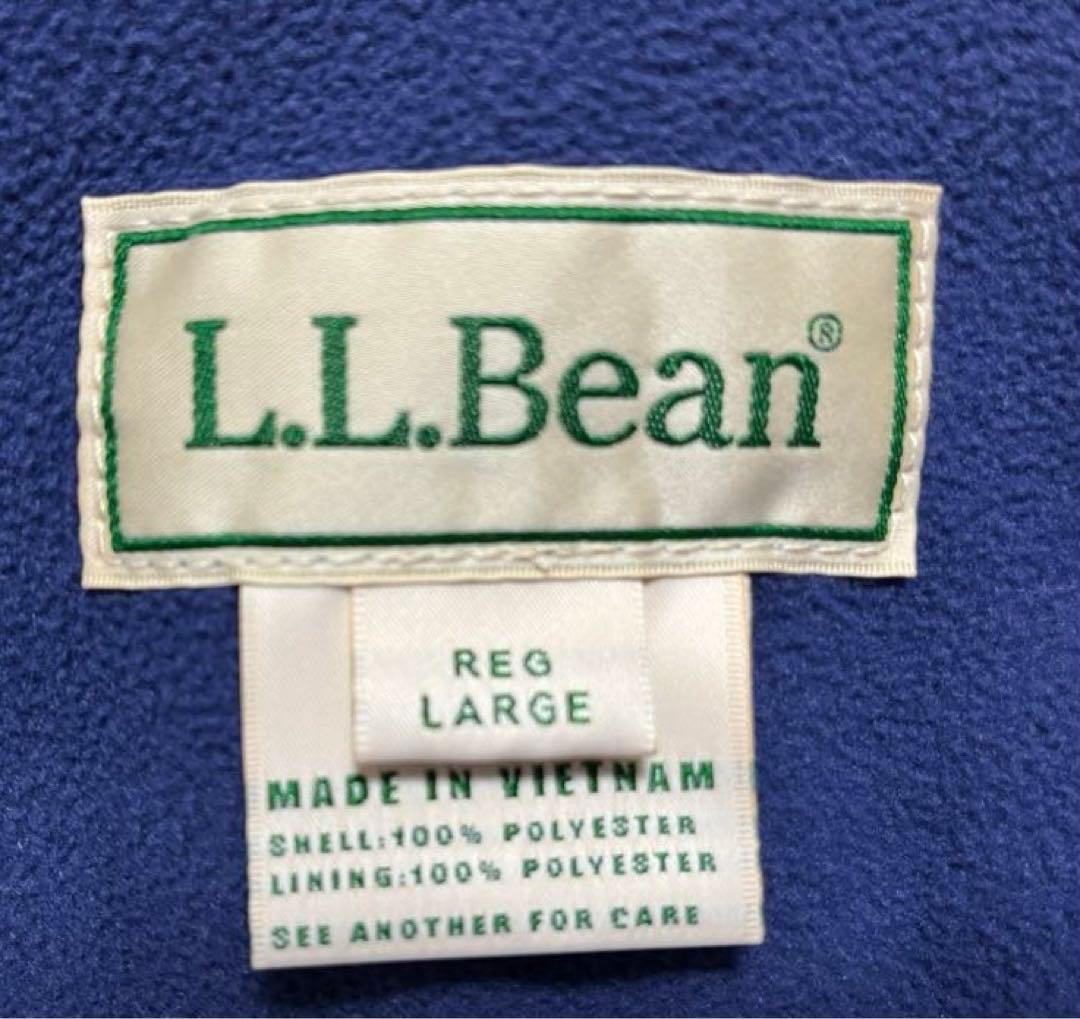 L.L.Bean®
REG
LARGE
MADE IN VIETNAM
SHELL:100% POLYESTER
LINING:100% POLYESTER
SEE ANOTHER FOR CARE